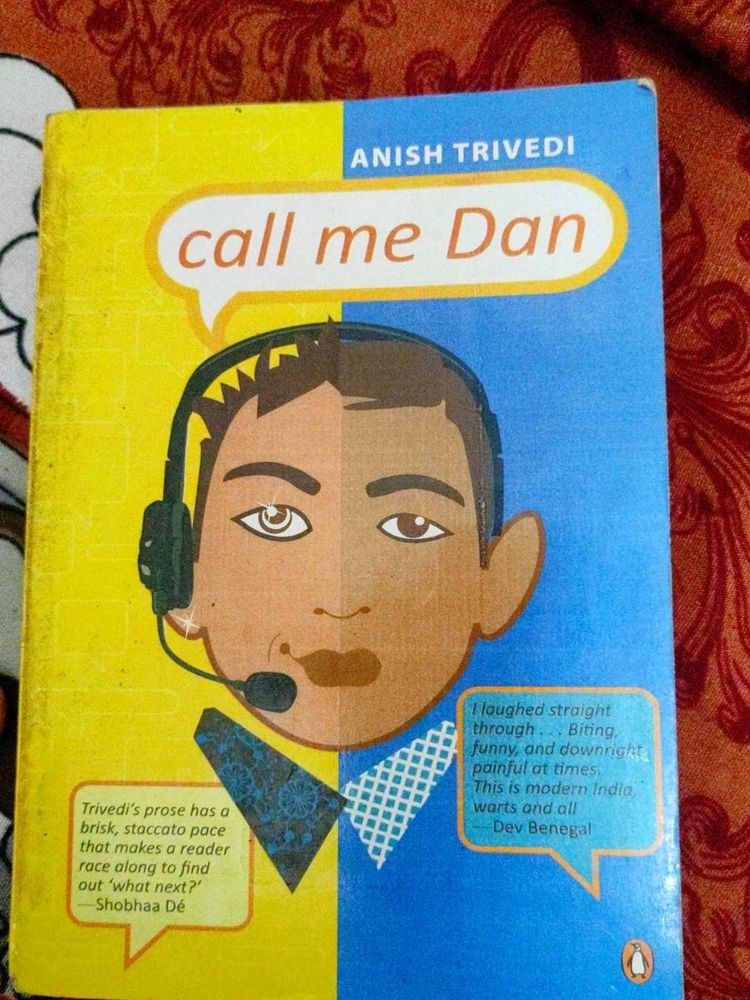 ANISH TRIVEDI
call me Dan
I laughed straight
through . . . Biting,
funny, and downright
painful at times.
This is modern India,
warts and all
—Dev Benegal
Trivedi's prose has a
brisk, staccato pace
that makes a reader
race along to find
out 'what next?'
—Shobhaa Dé